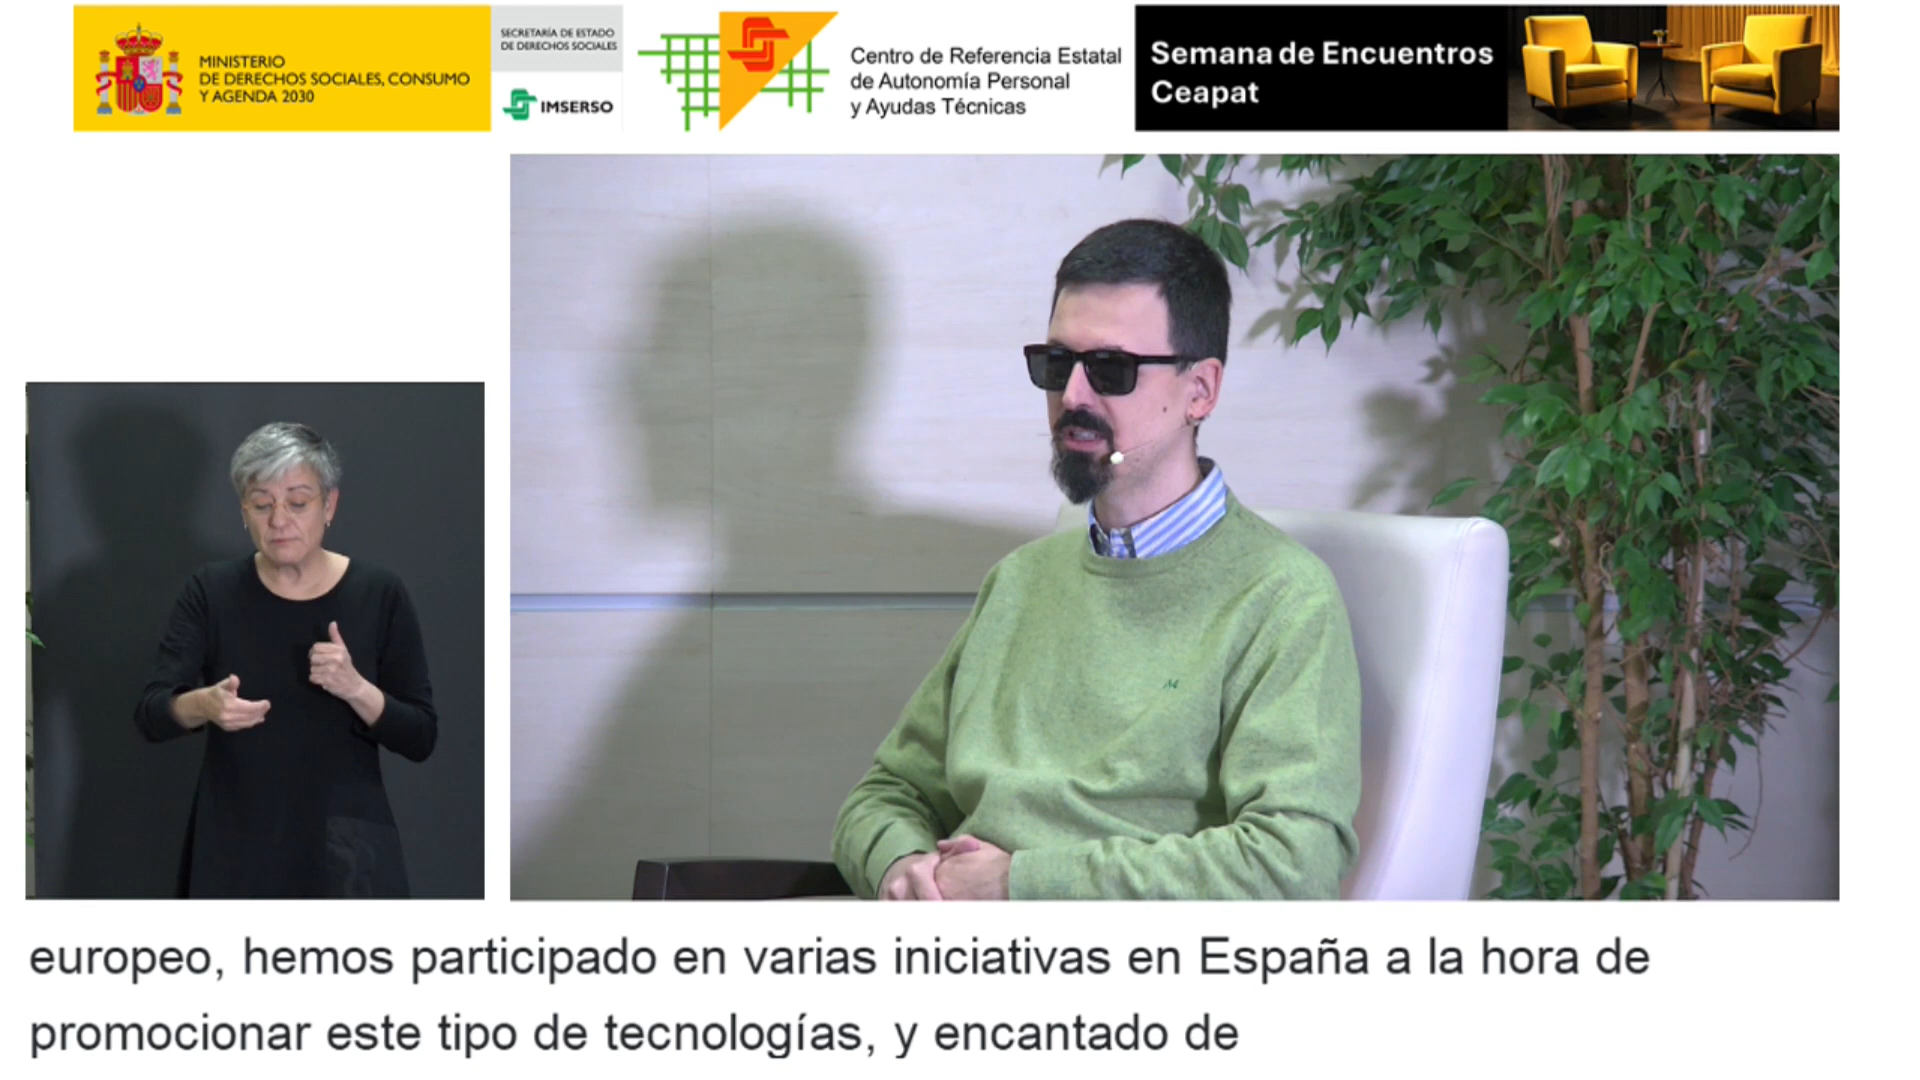 MINISTERIO
DE DERECHOS SOCIALES, CONSUMO
Y AGENDA 2030
SECRETARÍA DE ESTADO
DE DERECHOS SOCIALES
IMSERSO
Centro de Referencia Estatal
de Autonomía Personal
y Ayudas Técnicas
Semana de Encuentros
Ceapat
europeo, hemos participado en varias iniciativas en España a la hora de
promocionar este tipo de tecnologías, y encantado de